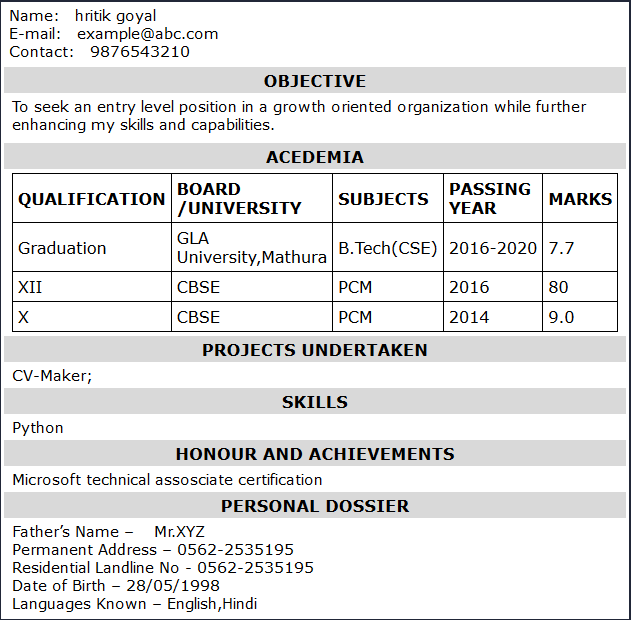 Name: hritik goyal
E-mail: example@abc.com
Contact: 9876543210
OBJECTIVE
To seek an entry level position in a growth oriented organization while further
enhancing my skills and capabilities.
ACEDEMIA
QUALIFICATION BOARD /UNIVERSITY SUBJECTS PASSING YEAR MARKS
Graduation GLA University,Mathura B.Tech(CSE) 2016-2020 7.7
XII CBSE PCM 2016 80
X CBSE PCM 2014 9.0
PROJECTS UNDERTAKEN
CV-Maker;
SKILLS
Python
HONOUR AND ACHIEVEMENTS
Microsoft technical assosciate certification
PERSONAL DOSSIER
Father’s Name – Mr.XYZ
Permanent Address – 0562-2535195
Residential Landline No - 0562-2535195
Date of Birth – 28/05/1998
Languages Known – English,Hindi